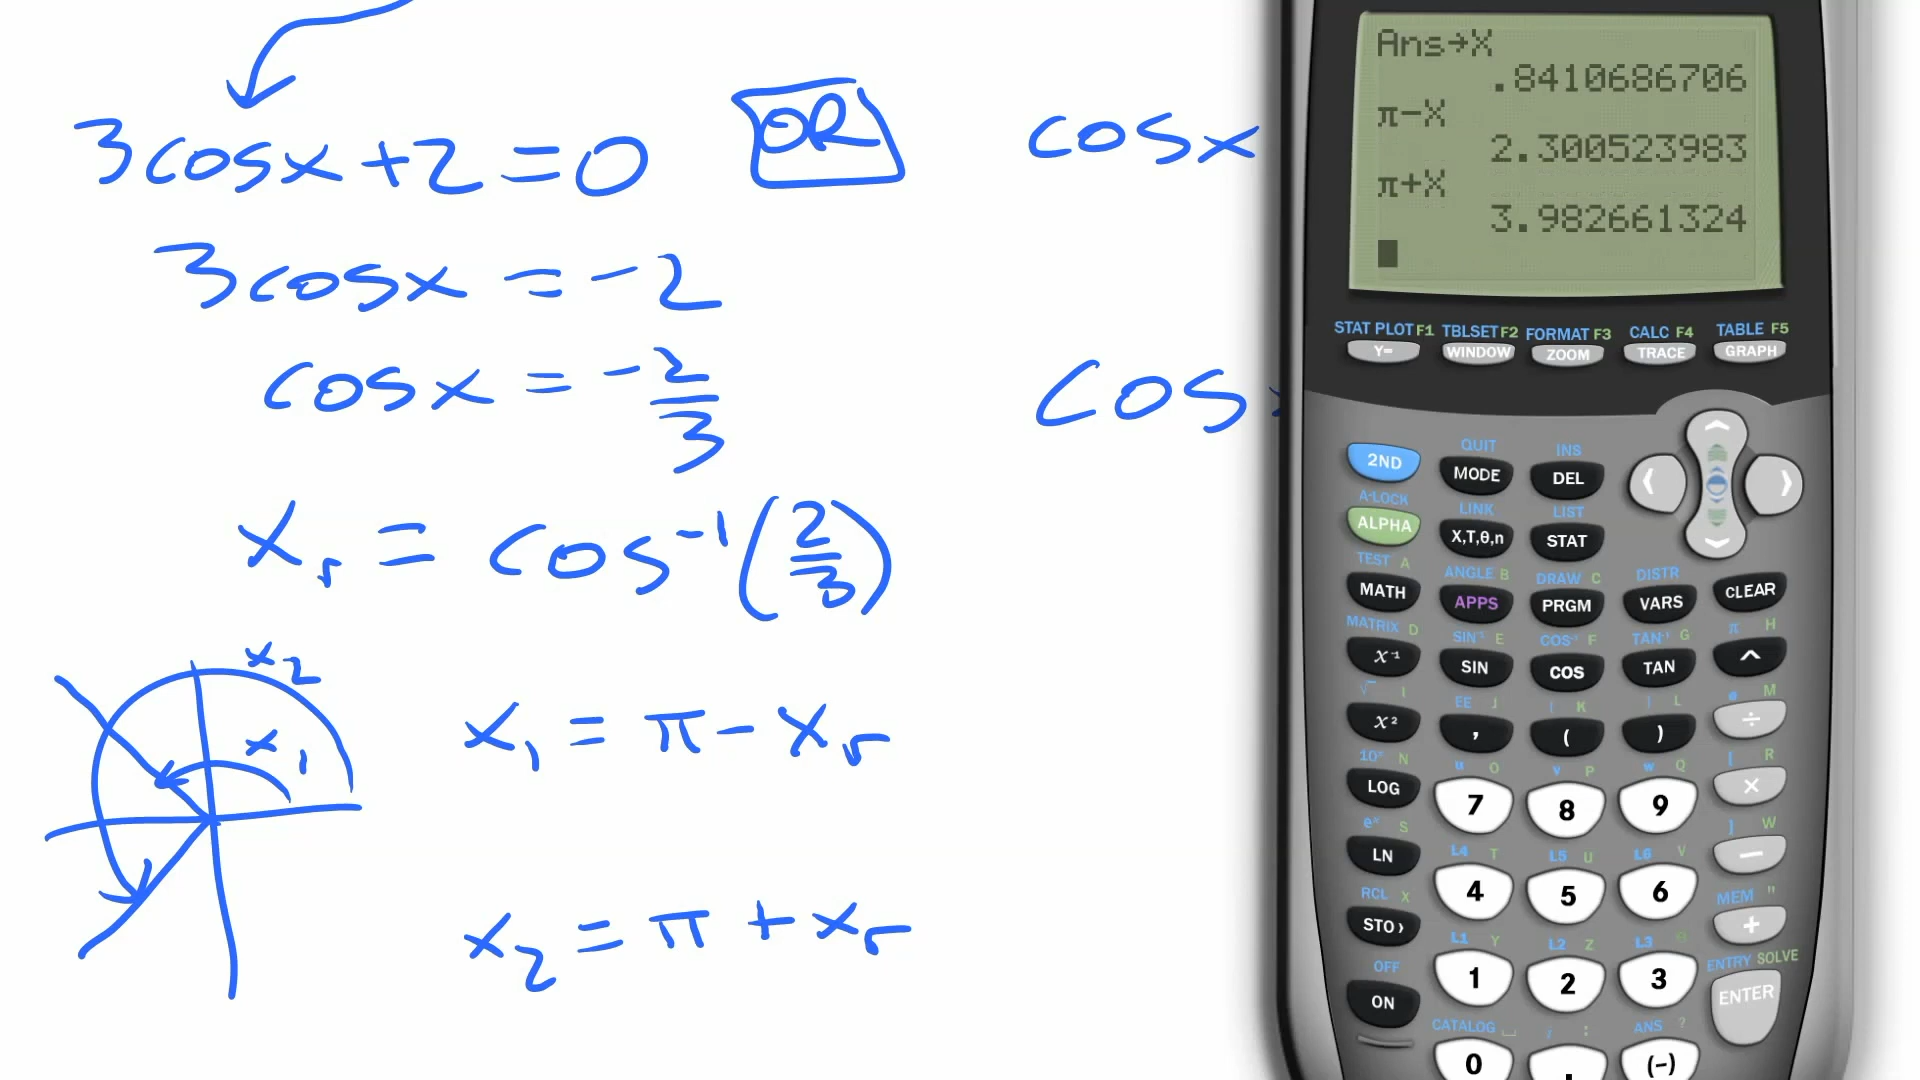 3cosx+2=0
OR
cosx
3cosx = -2
cosx = -2/3
cos
x_r = cos⁻¹(2/3)
x₂
x₁
x₁ = π - x_r
x₂ = π + x_r
Ans→X
.8410686706
π-X
2.300523983
π+X
3.982661324
STAT PLOT F1 TBLSET F2 FORMAT F3 CALC F4 TABLE F5
Y= WINDOW ZOOM TRACE GRAPH
QUIT INS
2ND MODE DEL
A-LOCK LINK LIST
ALPHA X,T,θ,n STAT
TEST A ANGLE B DRAW C DISTR
MATH APPS PRGM VARS CLEAR
MATRIX D SIN⁻¹ E COS⁻¹ F TAN⁻¹ G π H
x⁻¹ SIN COS TAN ^
√ I EE J { K } L e M
x² , ( ) ÷
10ˣ N u O v P w Q [ R
LOG 7 8 9 ×
eˣ S L4 T L5 U L6 V ] W
LN 4 5 6 −
RCL X L1 Y L2 Z L3 θ MEM "
STO› 1 2 3 +
OFF ENTRY SOLVE
ON ENTER
CATALOG ␣ i : ANS ?
0 . (-)